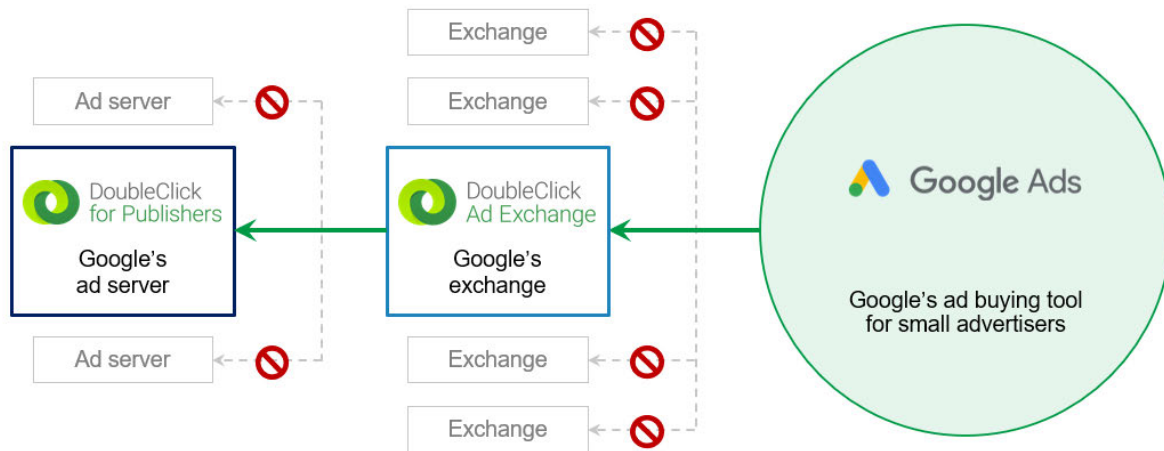 Exchange
Exchange
Ad server
DoubleClick
for Publishers
Google's
ad server
DoubleClick
Ad Exchange
Google's
exchange
Google Ads
Google's ad buying tool
for small advertisers
Ad server
Exchange
Exchange